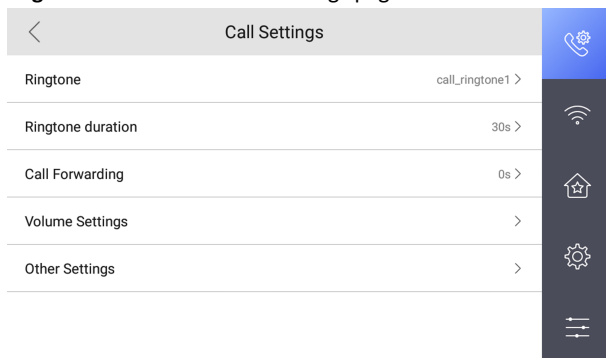 Call Settings
Ringtone call_ringtone1
Ringtone duration 30s
Call Forwarding 0s
Volume Settings
Other Settings